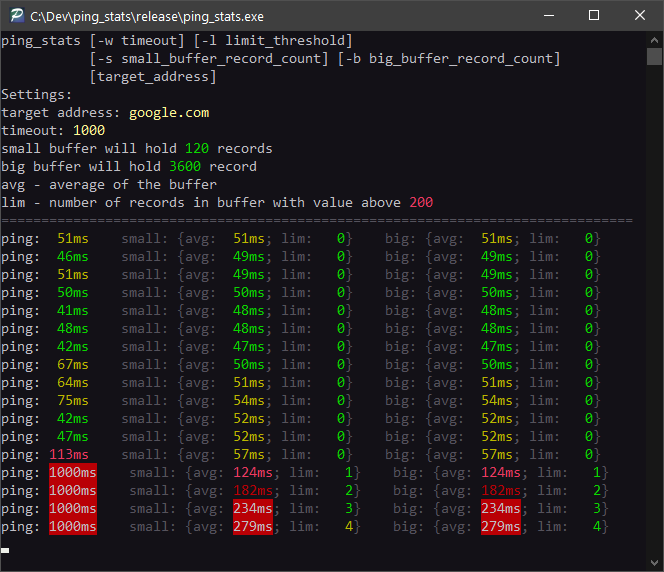 C:\Dev\ping_stats\release\ping_stats.exe
ping_stats [-w timeout] [-l limit_threshold]
           [-s small_buffer_record_count] [-b big_buffer_record_count]
           [target_address]
Settings:
target address: google.com
timeout: 1000
small buffer will hold 120 records
big buffer will hold 3600 record
avg - average of the buffer
lim - number of records in buffer with value above 200
===============================================================================
ping:  51ms    small: {avg:  51ms; lim:   0}    big: {avg:  51ms; lim:   0}
ping:  46ms    small: {avg:  49ms; lim:   0}    big: {avg:  49ms; lim:   0}
ping:  51ms    small: {avg:  49ms; lim:   0}    big: {avg:  49ms; lim:   0}
ping:  50ms    small: {avg:  50ms; lim:   0}    big: {avg:  50ms; lim:   0}
ping:  41ms    small: {avg:  48ms; lim:   0}    big: {avg:  48ms; lim:   0}
ping:  48ms    small: {avg:  48ms; lim:   0}    big: {avg:  48ms; lim:   0}
ping:  42ms    small: {avg:  47ms; lim:   0}    big: {avg:  47ms; lim:   0}
ping:  67ms    small: {avg:  50ms; lim:   0}    big: {avg:  50ms; lim:   0}
ping:  64ms    small: {avg:  51ms; lim:   0}    big: {avg:  51ms; lim:   0}
ping:  75ms    small: {avg:  54ms; lim:   0}    big: {avg:  54ms; lim:   0}
ping:  42ms    small: {avg:  52ms; lim:   0}    big: {avg:  52ms; lim:   0}
ping:  47ms    small: {avg:  52ms; lim:   0}    big: {avg:  52ms; lim:   0}
ping: 113ms    small: {avg:  57ms; lim:   0}    big: {avg:  57ms; lim:   0}
ping: 1000ms    small: {avg: 124ms; lim:   1}    big: {avg: 124ms; lim:   1}
ping: 1000ms    small: {avg: 182ms; lim:   2}    big: {avg: 182ms; lim:   2}
ping: 1000ms    small: {avg: 234ms; lim:   3}    big: {avg: 234ms; lim:   3}
ping: 1000ms    small: {avg: 279ms; lim:   4}    big: {avg: 279ms; lim:   4}